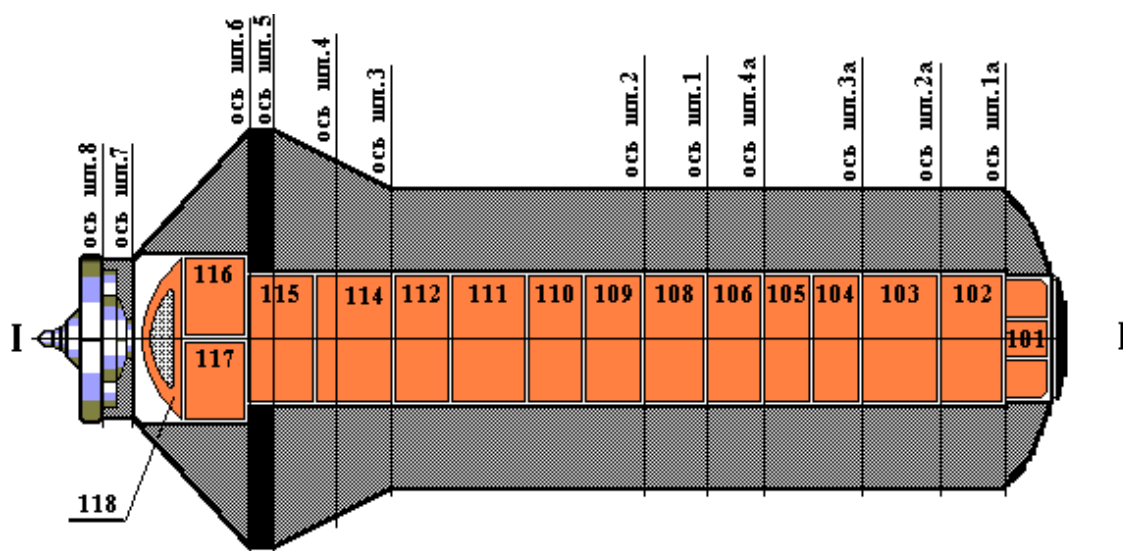 ось шп.8
ось шп.7
ось шп.6
ось шп.5
ось шп.4
ось шп.3
ось шп.2
ось шп.1
ось шп.4а
ось шп.3а
ось шп.2а
ось шп.1а
116
115
114
112
111
110
109
108
106
105
104
103
102
I
117
101
I
118